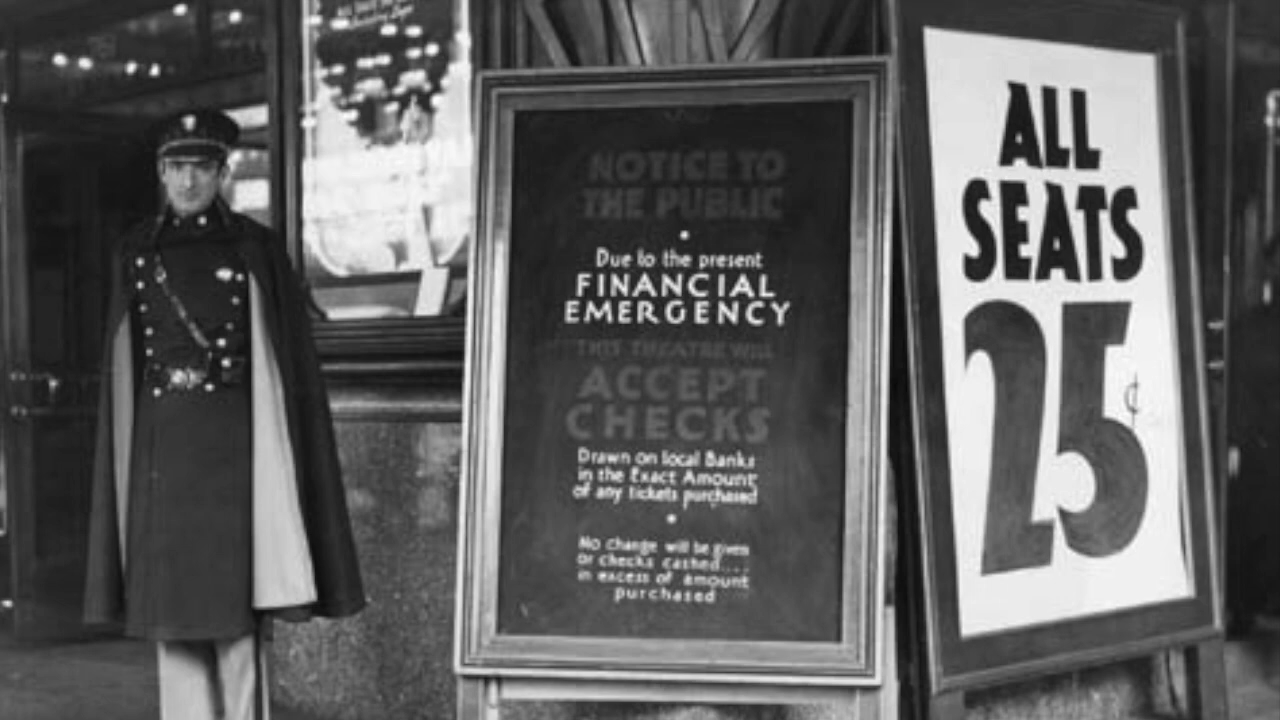 NOTICE TO
THE PUBLIC
Due to the present
FINANCIAL
EMERGENCY
THIS THEATRE WILL
ACCEPT
CHECKS
Drawn on local Banks
in the Exact Amount
of any tickets purchased
No change will be given
or checks cashed....
in excess of amount
purchased
ALL
SEATS
25¢